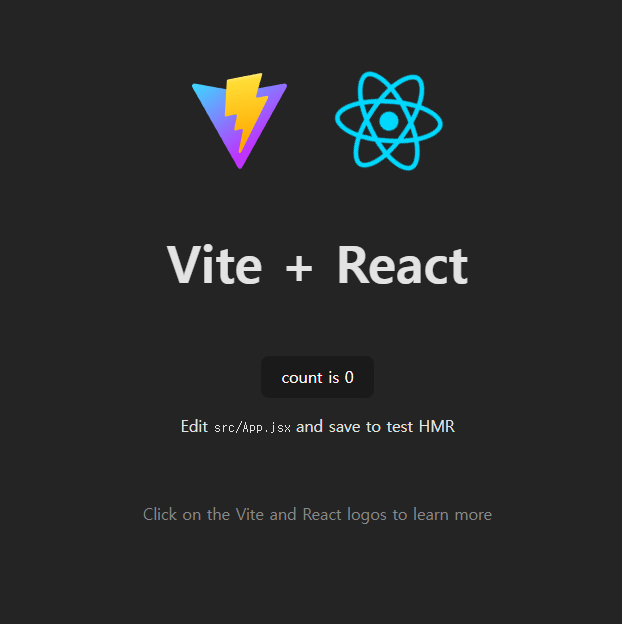 Vite + React
count is 0
Edit src/App.jsx and save to test HMR
Click on the Vite and React logos to learn more